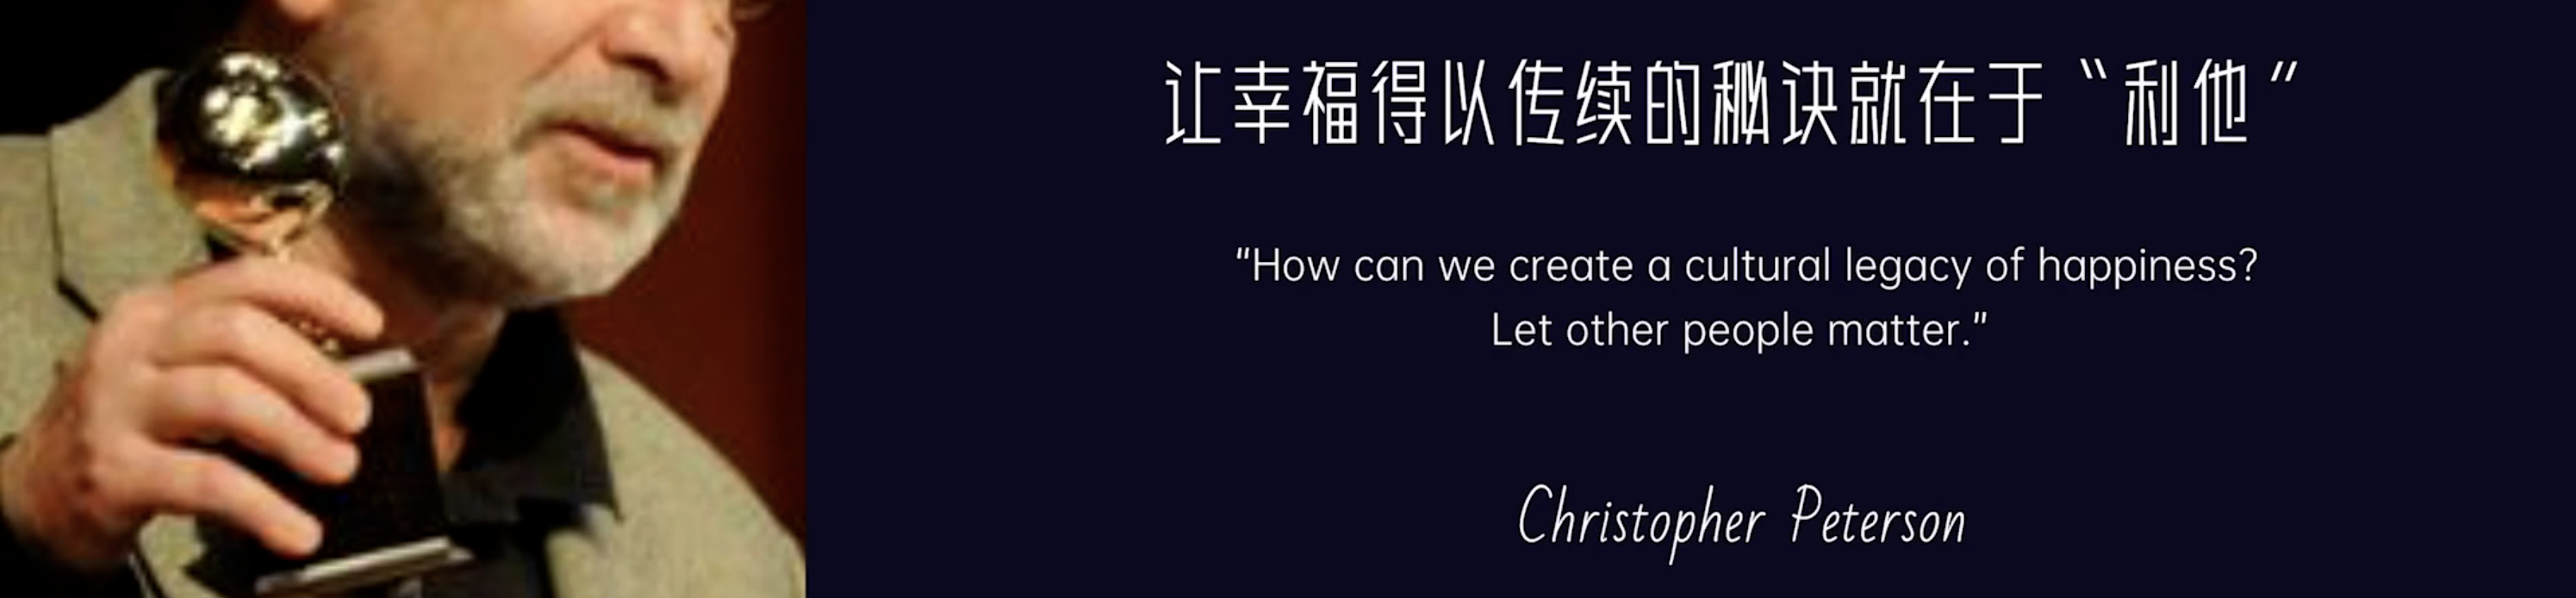 让幸福得以传续的秘诀就在于“利他”
"How can we create a cultural legacy of happiness?
Let other people matter."
Christopher Peterson